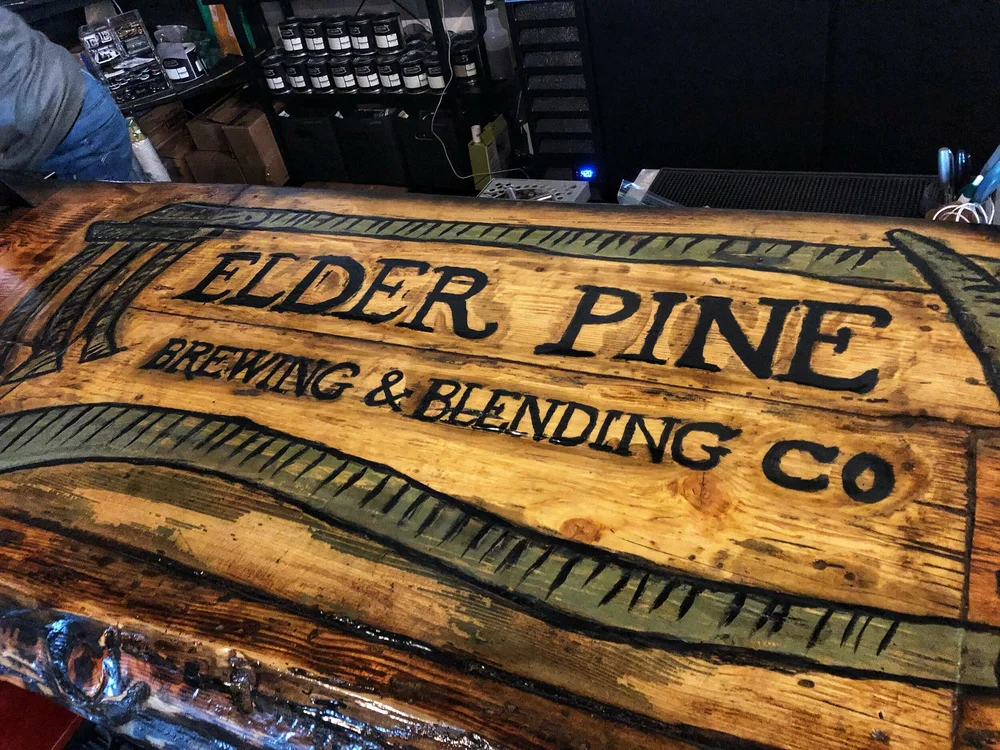 ELDER PINE
BREWING & BLENDING CO